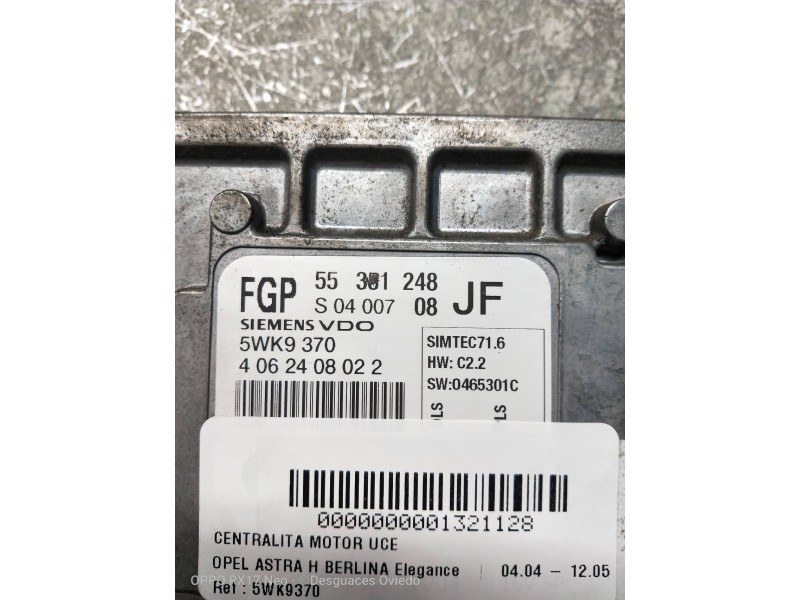 FGP 55 351 248 JF
S 04 007 08
SIEMENS VDO
5WK9 370
4 06 24 08 02 2
SIMTEC71.6
HW: C2.2
SW:0465301C
LS
LS
0000000001321128
CENTRALITA MOTOR UCE
OPEL ASTRA H BERLINA Elegance | 04.04 – 12.05
OPPO RX17 Neo - © Desguaces Oviedo
Ref : 5WK9370